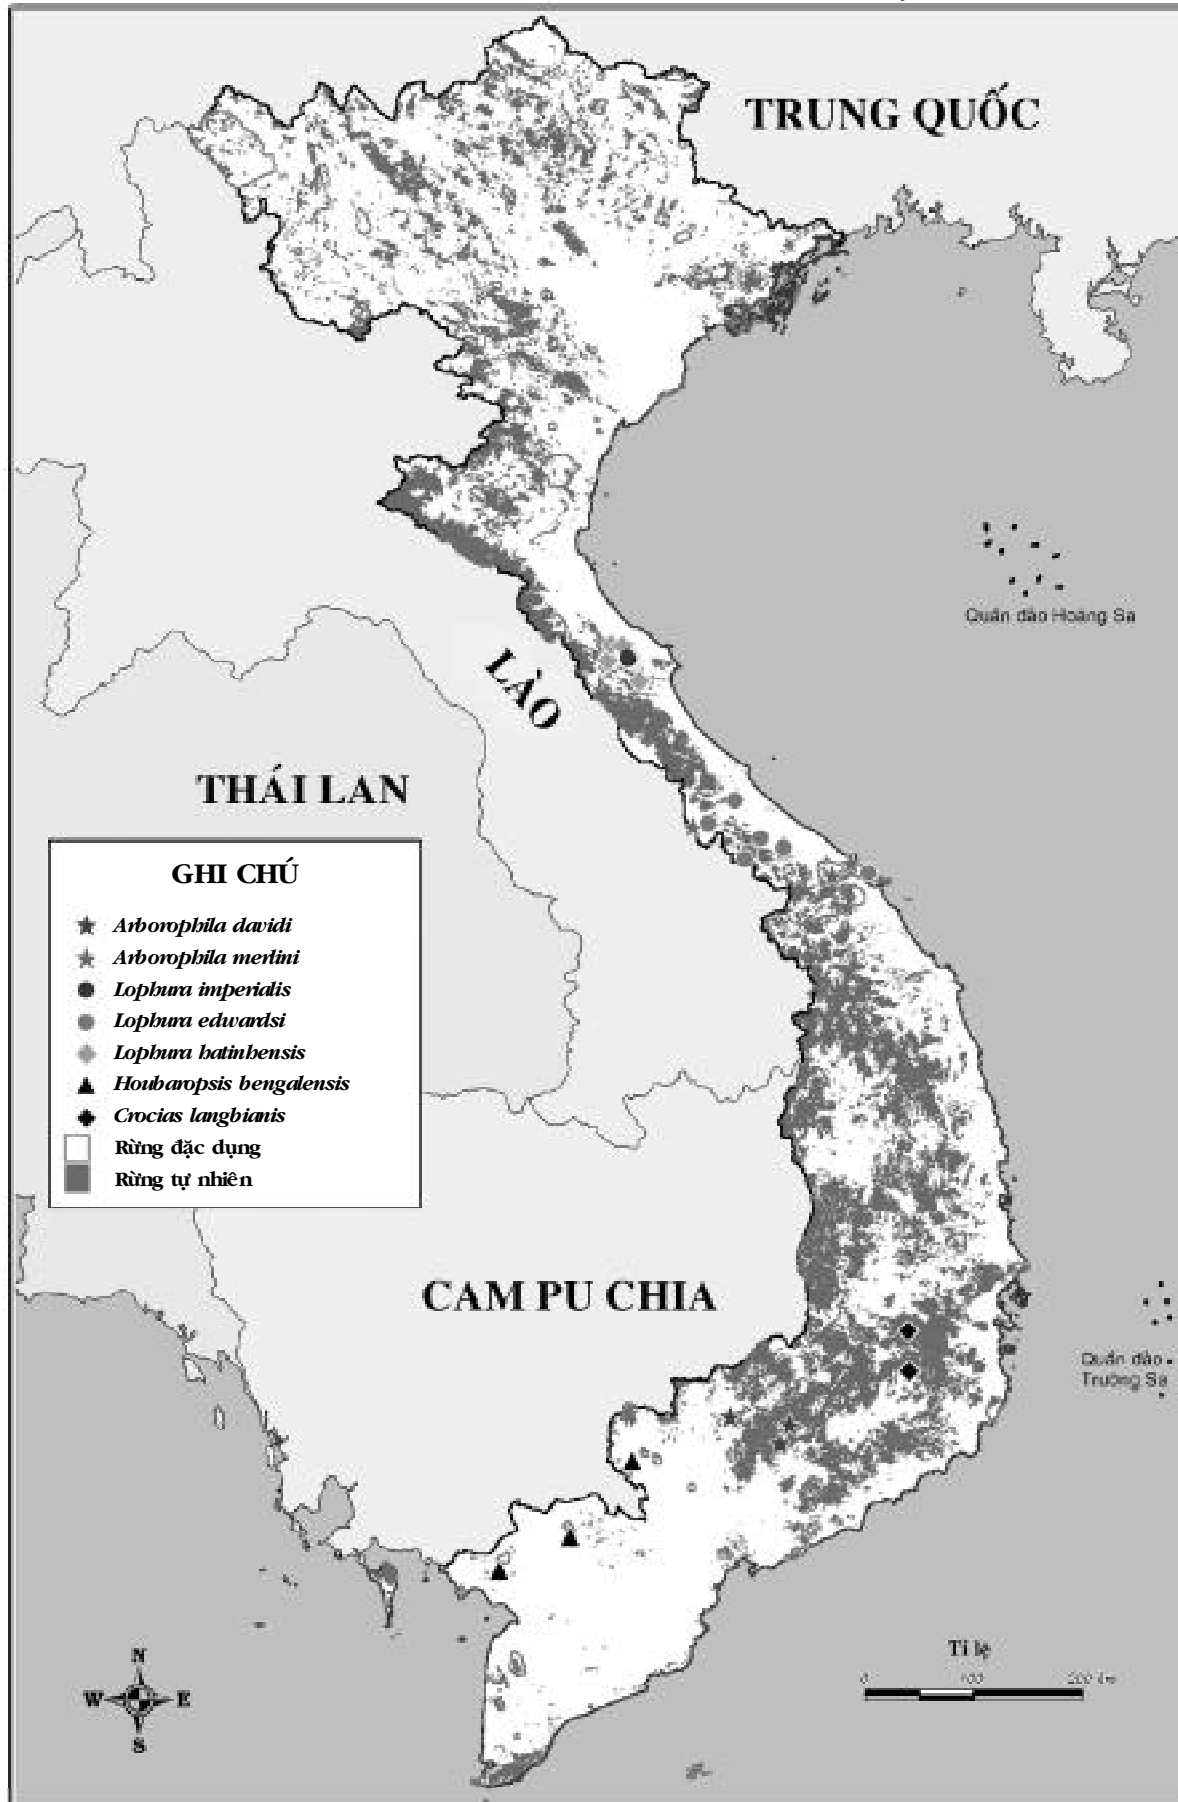 TRUNG QUỐC
Quần đảo Hoàng Sa
LÀO
THÁI LAN
GHI CHÚ
Arborophila davidi
Arborophila merlini
Lophura imperialis
Lophura edwardsi
Lophura hatinhensis
Houbaropsis bengalensis
Crocias langbianis
Rừng đặc dụng
Rừng tự nhiên
CAM PU CHIA
Quần đảo
Trường Sa
N
W E
S
Tỉ lệ
0 100 200 km